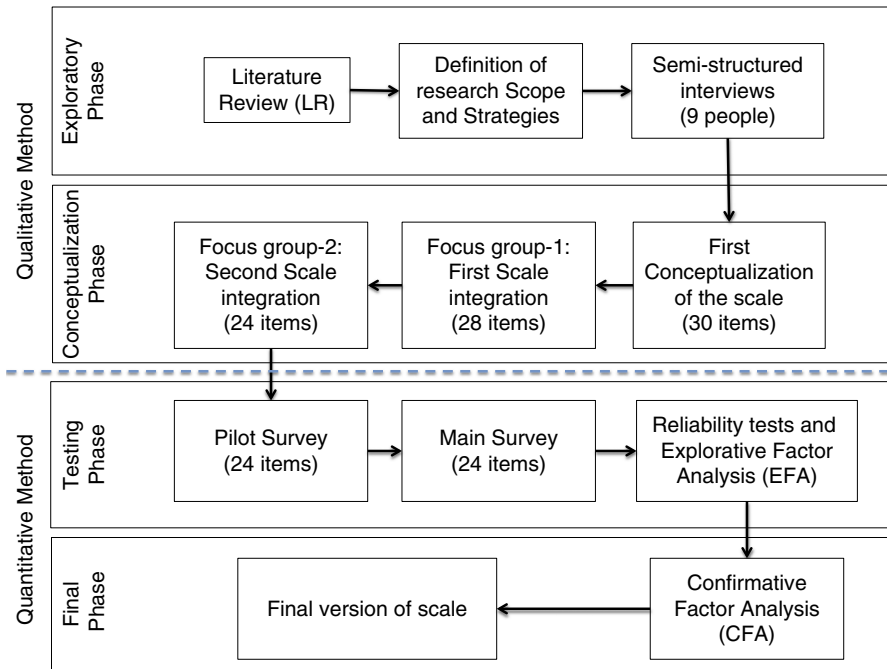 Qualitative Method
Exploratory
Phase
Literature
Review (LR)
Definition of
research Scope
and Strategies
Semi-structured
interviews
(9 people)
Conceptualization
Phase
Focus group-2:
Second Scale
integration
(24 items)
Focus group-1:
First Scale
integration
(28 items)
First
Conceptualization
of the scale
(30 items)
Quantitative Method
Testing
Phase
Pilot Survey
(24 items)
Main Survey
(24 items)
Reliability tests and
Explorative Factor
Analysis (EFA)
Final
Phase
Final version of scale
Confirmative
Factor Analysis
(CFA)